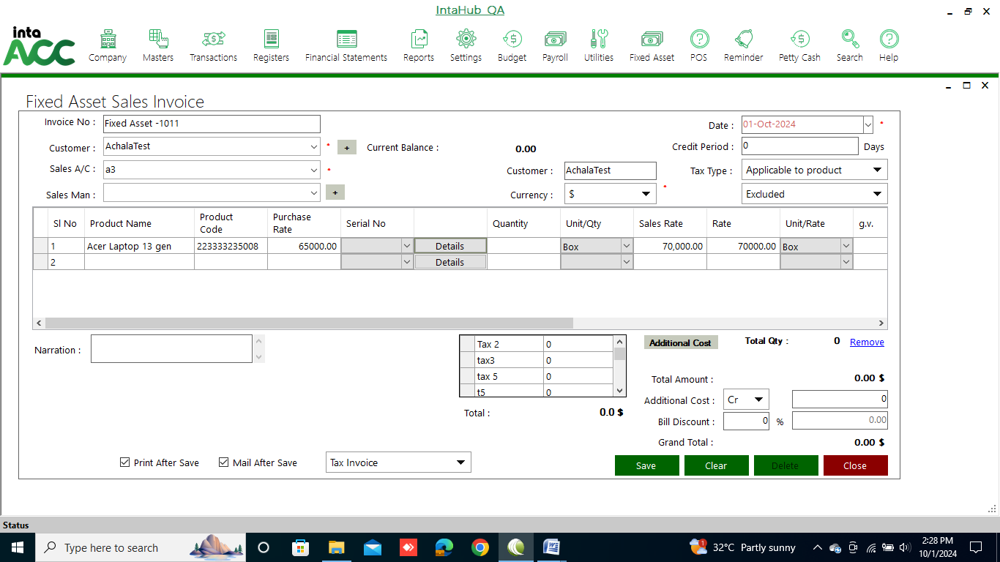 IntaHub_QA
inta
ACC
Company
Masters
Transactions
Registers
Financial Statements
Reports
Settings
Budget
Payroll
Utilities
Fixed Asset
POS
Reminder
Petty Cash
Search
Help
Fixed Asset Sales Invoice
Invoice No : Fixed Asset -1011
Date : 01-Oct-2024 *
Customer : AchalaTest * + Current Balance : 0.00
Credit Period : 0 Days
Sales A/C : a3 *
Customer : AchalaTest
Tax Type : Applicable to product
Sales Man : +
Currency : $ *
Excluded
Sl No Product Name Product Code Purchase Rate Serial No Quantity Unit/Qty Sales Rate Rate Unit/Rate g.v.
1 Acer Laptop 13 gen 223333235008 65000.00 Details Box 70,000.00 70000.00 Box
2 Details
Narration :
Tax 2 0
tax3 0
tax 5 0
t5 0
Total : 0.0 $
Additional Cost Total Qty : 0 Remove
Total Amount : 0.00 $
Additional Cost : Cr 0
Bill Discount : 0 % 0.00
Grand Total : 0.00 $
Print After Save Mail After Save Tax Invoice
Save Clear Delete Close
Status
Type here to search
1
32°C Partly sunny
2:28 PM
10/1/2024